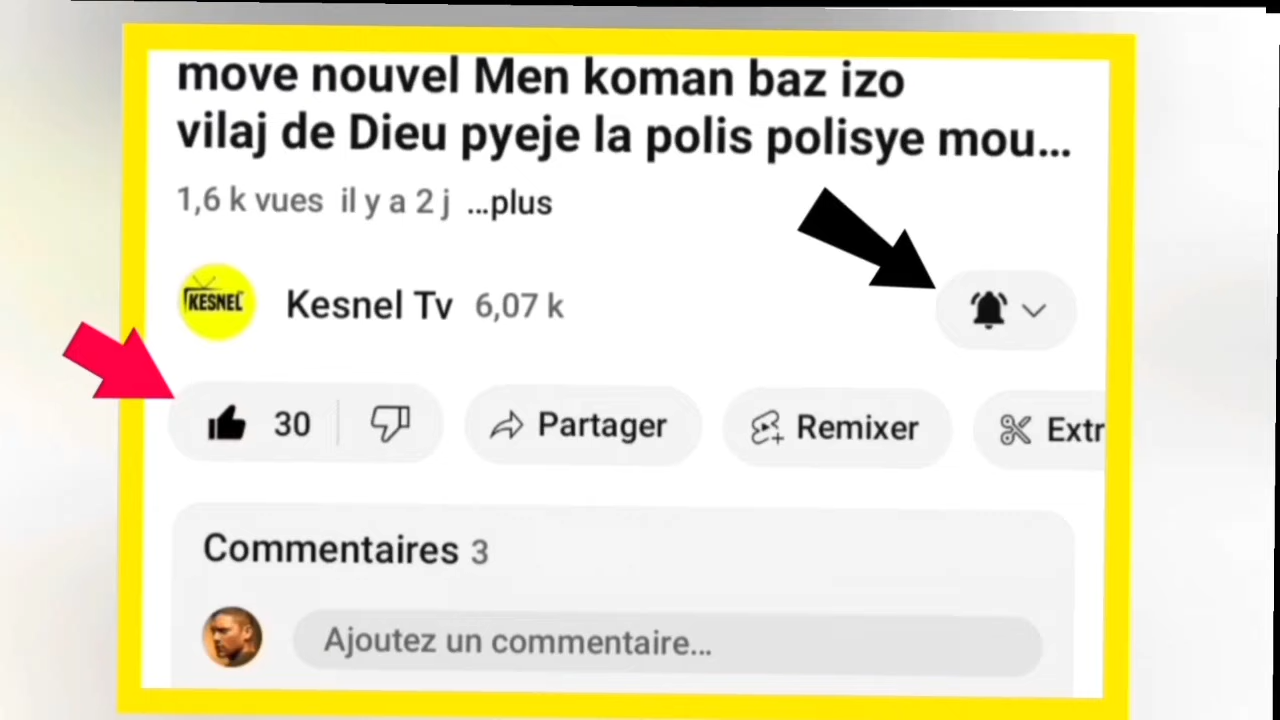 move nouvel Men koman baz izo
vilaj de Dieu pyeje la polis polisye mou...
1,6 k vues il y a 2 j ...plus
KESNEL
Kesnel Tv 6,07 k
30
Partager
Remixer
Extr
Commentaires 3
Ajoutez un commentaire...